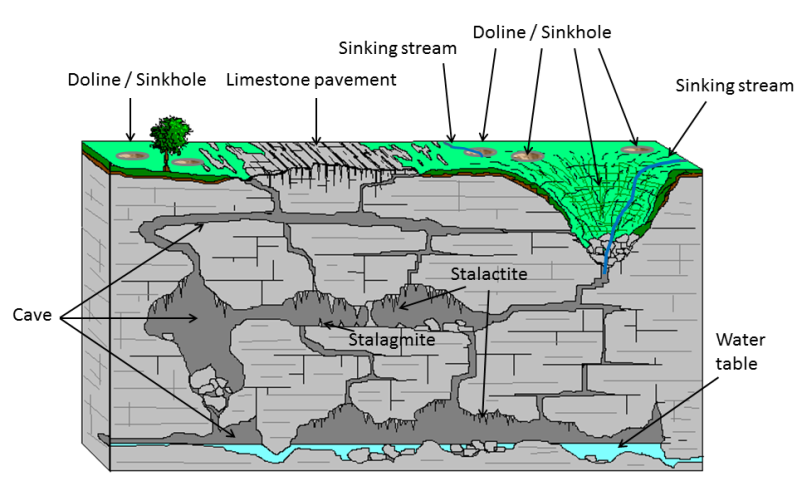 Doline / Sinkhole
Sinking stream
Doline / Sinkhole
Limestone pavement
Sinking stream
Stalactite
Cave
Stalagmite
Water
table